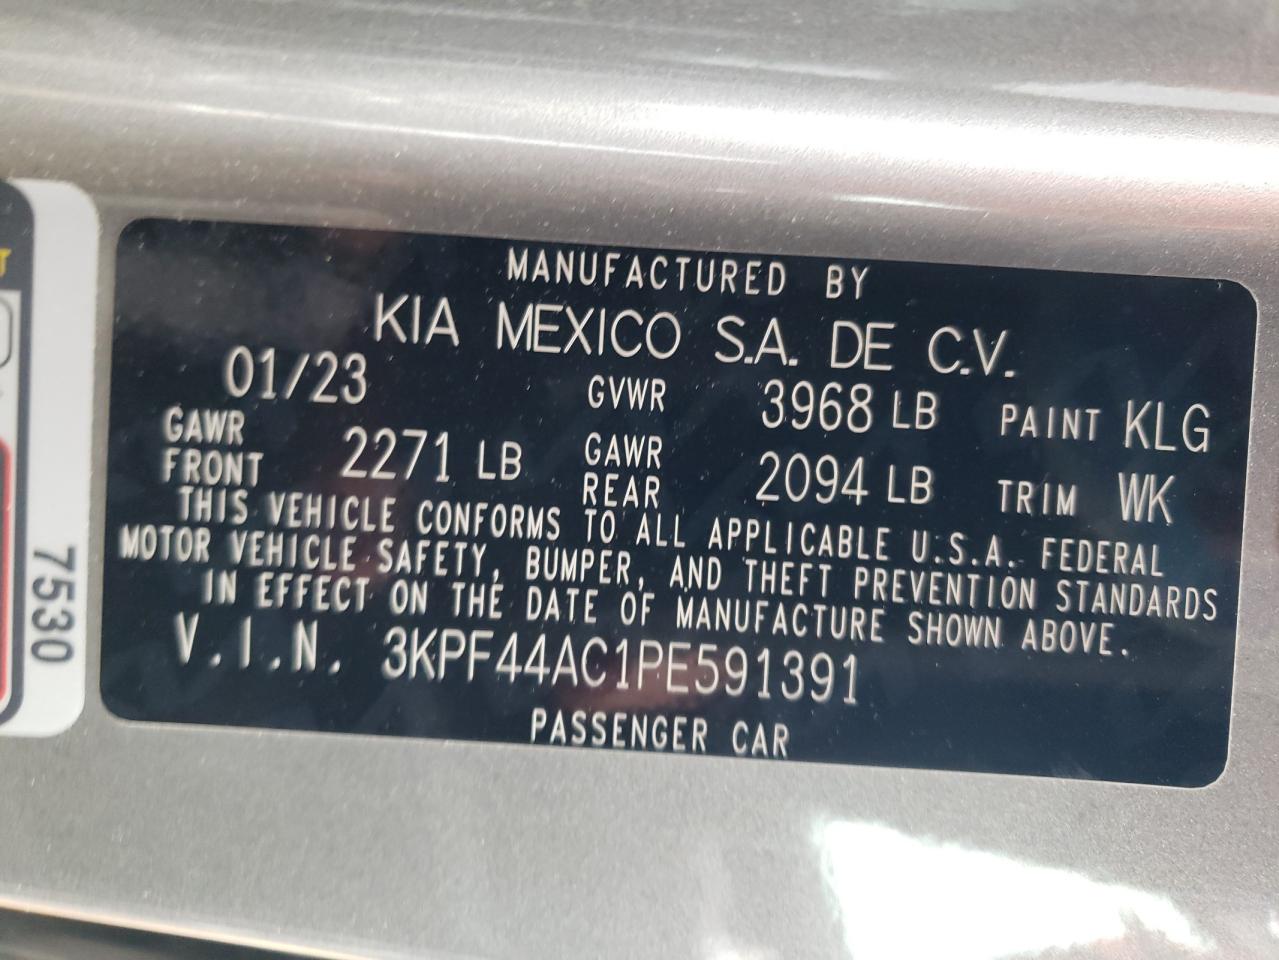 MANUFACTURED BY
KIA MEXICO S.A. DE C.V.
01/23 GVWR 3968 LB PAINT KLG
GAWR FRONT 2271 LB GAWR REAR 2094 LB TRIM WK
THIS VEHICLE CONFORMS TO ALL APPLICABLE U.S.A. FEDERAL
MOTOR VEHICLE SAFETY, BUMPER, AND THEFT PREVENTION STANDARDS
IN EFFECT ON THE DATE OF MANUFACTURE SHOWN ABOVE.
V.I.N. 3KPF44AC1PE591391
PASSENGER CAR
7530